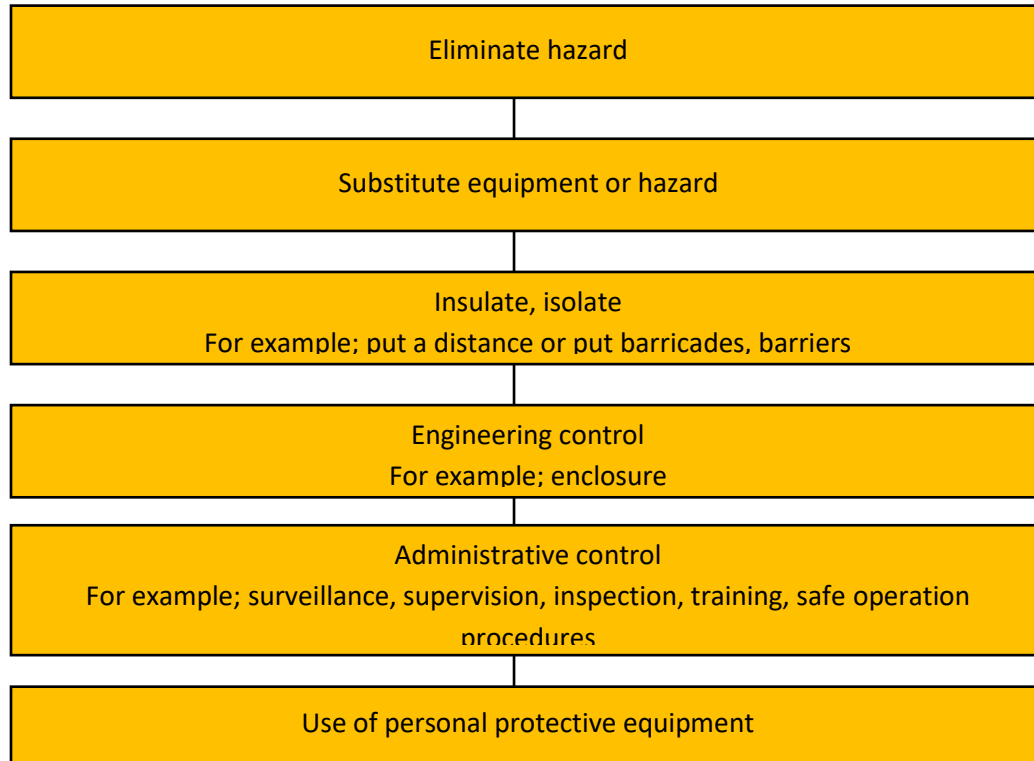 Eliminate hazard
Substitute equipment or hazard
Insulate, isolate
For example; put a distance or put barricades, barriers
Engineering control
For example; enclosure
Administrative control
For example; surveillance, supervision, inspection, training, safe operation
procedures
Use of personal protective equipment